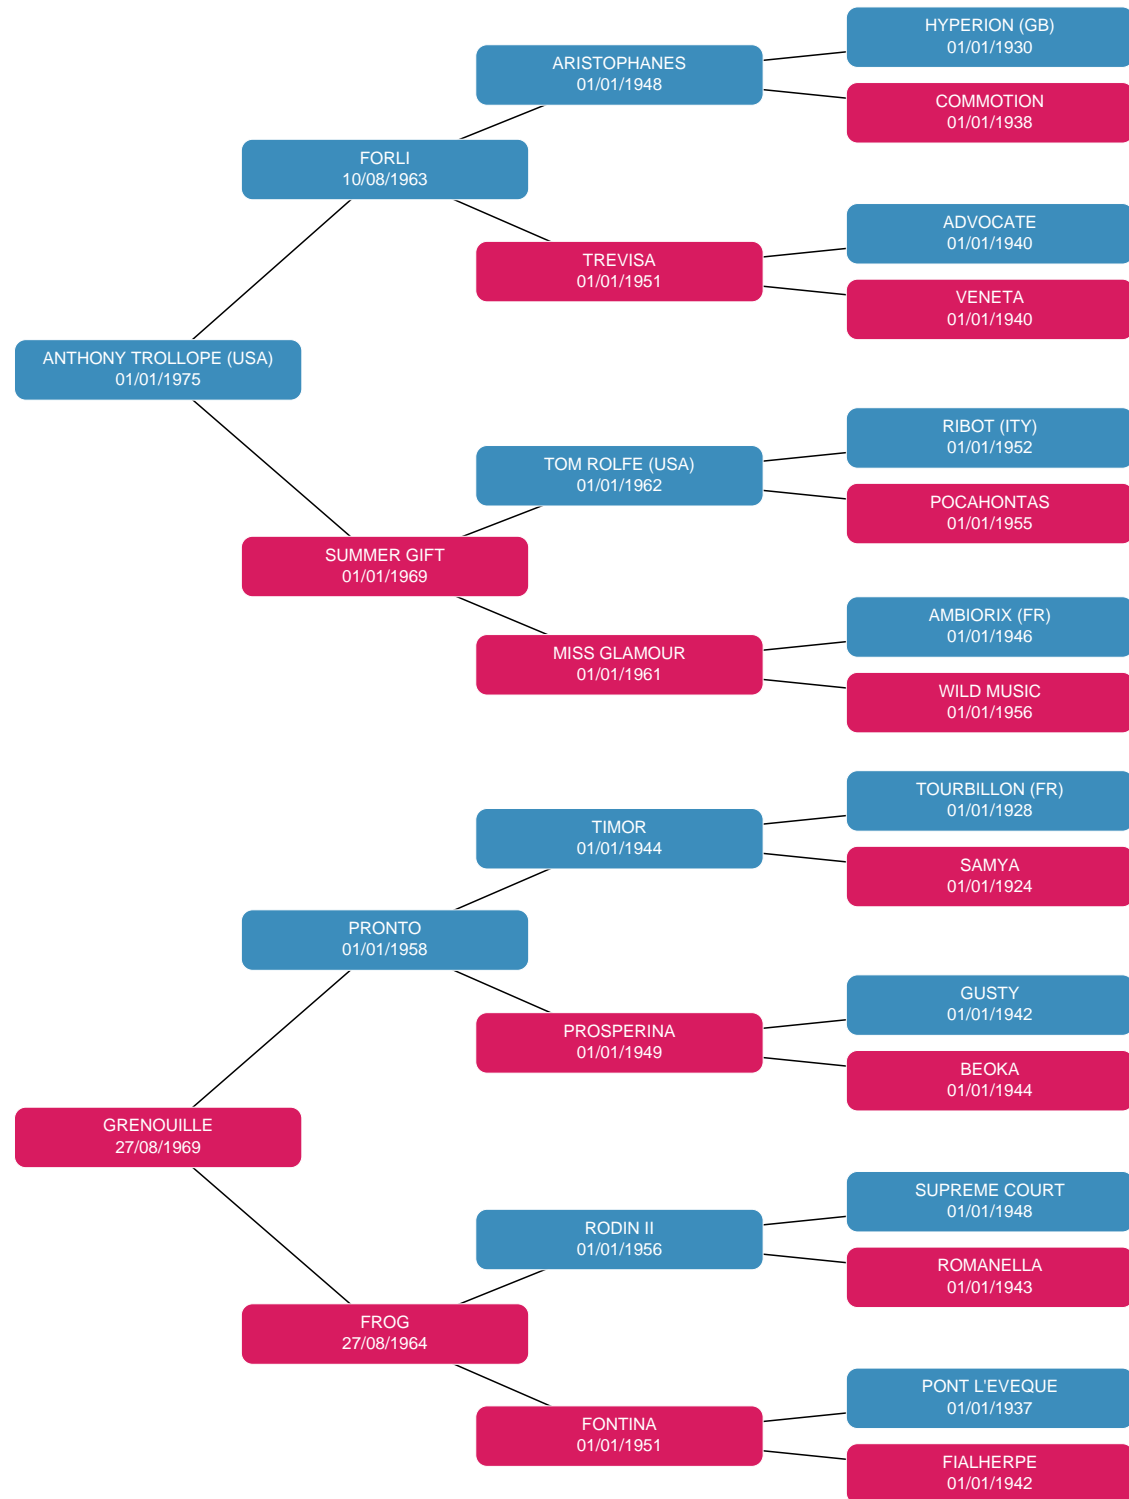 HYPERION (GB)
01/01/1930
ARISTOPHANES
01/01/1948
COMMOTION
01/01/1938
FORLI
10/08/1963
ADVOCATE
01/01/1940
TREVISA
01/01/1951
VENETA
01/01/1940
ANTHONY TROLLOPE (USA)
01/01/1975
RIBOT (ITY)
01/01/1952
TOM ROLFE (USA)
01/01/1962
POCAHONTAS
01/01/1955
SUMMER GIFT
01/01/1969
AMBIORIX (FR)
01/01/1946
MISS GLAMOUR
01/01/1961
WILD MUSIC
01/01/1956
TOURBILLON (FR)
01/01/1928
TIMOR
01/01/1944
SAMYA
01/01/1924
PRONTO
01/01/1958
GUSTY
01/01/1942
PROSPERINA
01/01/1949
BEOKA
01/01/1944
GRENOUILLE
27/08/1969
SUPREME COURT
01/01/1948
RODIN II
01/01/1956
ROMANELLA
01/01/1943
FROG
27/08/1964
PONT L'EVEQUE
01/01/1937
FONTINA
01/01/1951
FIALHERPE
01/01/1942